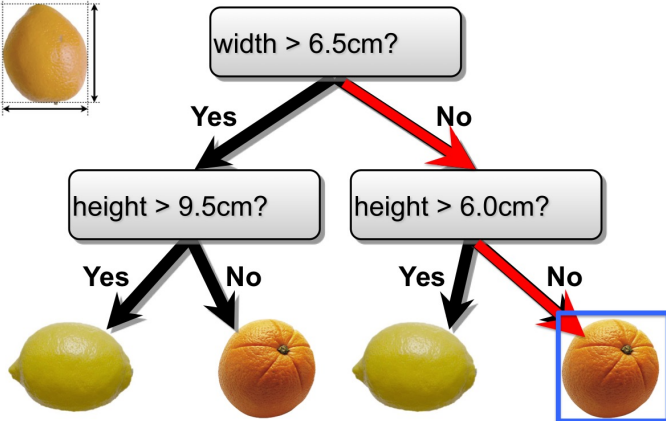 width > 6.5cm?
Yes
No
height > 9.5cm?
height > 6.0cm?
Yes
No
Yes
No